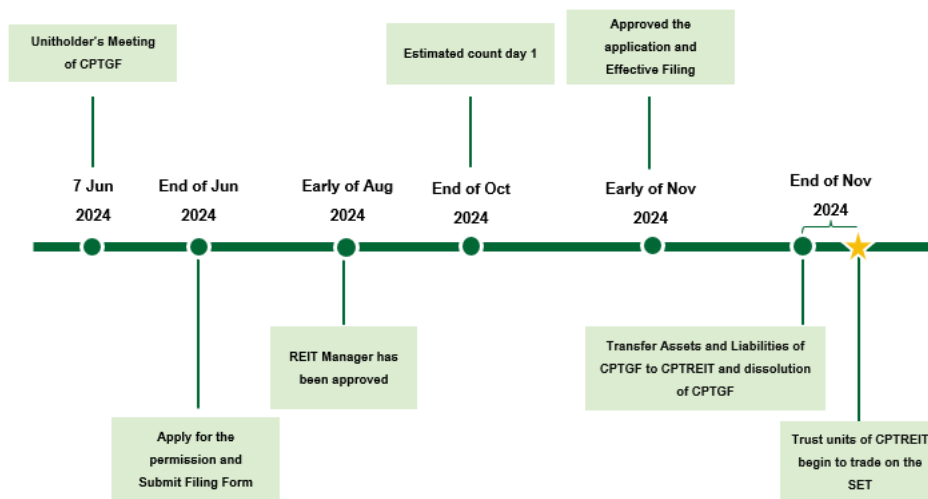 Unitholder's Meeting
of CPTGF
Estimated count day 1
Approved the
application and
Effective Filing
7 Jun
2024
End of Jun
2024
Early of Aug
2024
End of Oct
2024
Early of Nov
2024
End of Nov
2024
REIT Manager has
been approved
Transfer Assets and Liabilities of
CPTGF to CPTREIT and dissolution
of CPTGF
Apply for the
permission and
Submit Filing Form
Trust units of CPTREIT
begin to trade on the
SET